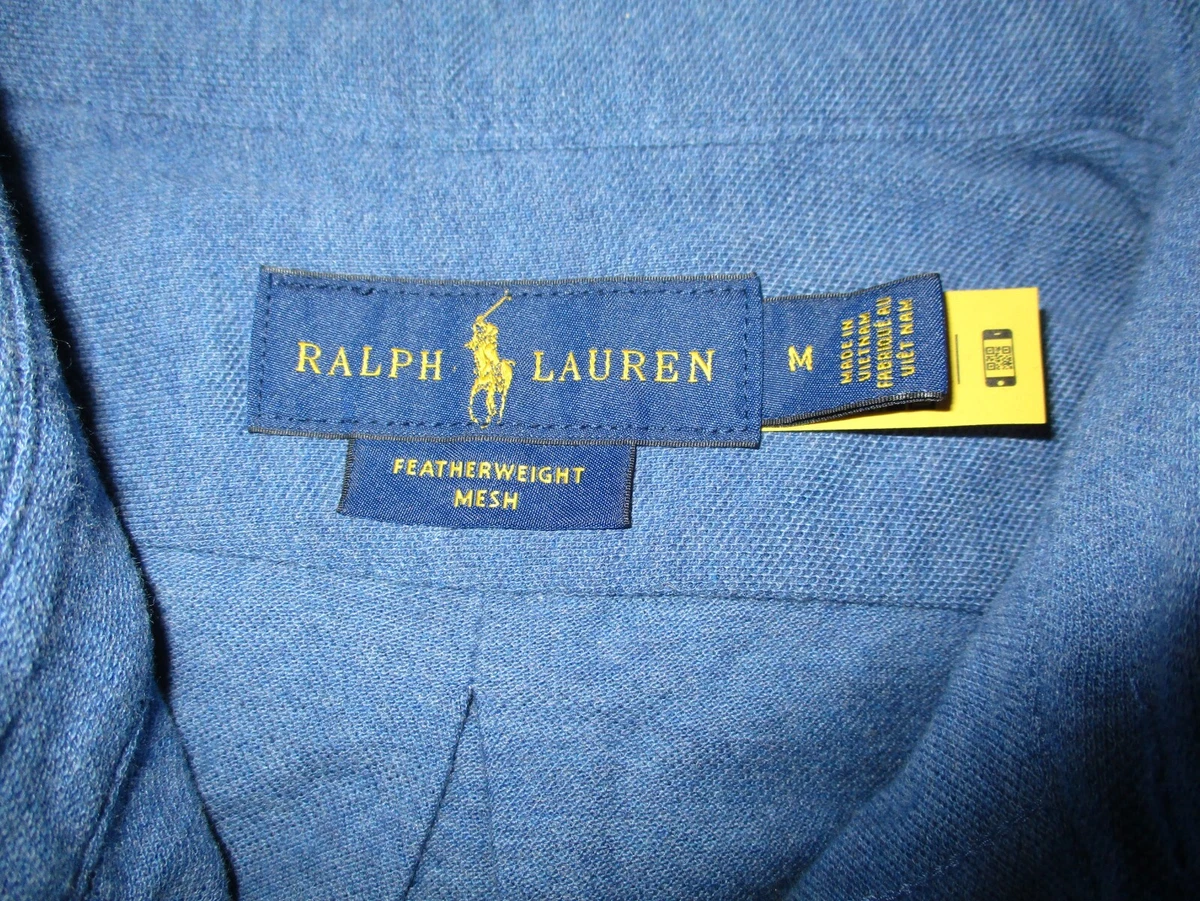 RALPH LAUREN
FEATHERWEIGHT
MESH
M
MADE IN
VIETNAM
FABRIQUÉ AU
VIÊT NAM